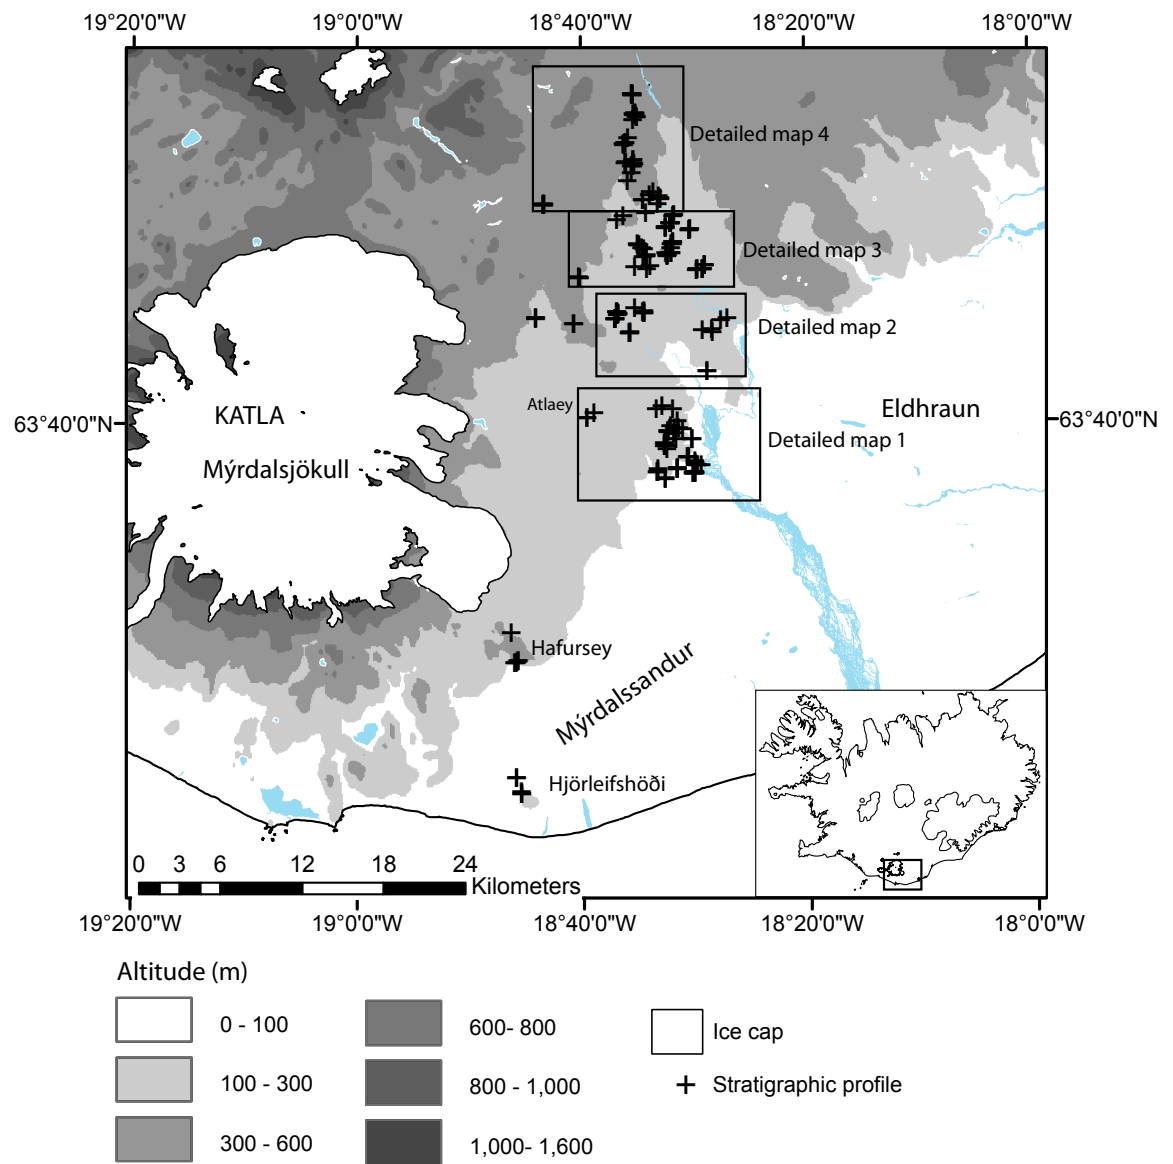 19°20'0"W 19°00'0"W 18°40'0"W 18°20'0"W 18°00'0"W
Detailed map 4
Detailed map 3
Detailed map 2
Atlaey
KATLA
Eldhraun
63°40'0"N
63°40'0"N
Detailed map 1
Mýrdalsjökull
Hafursey
Mýrdalssandur
Hjörleifshöði
0 3 6 12 18 24
Kilometers
19°20'0"W 19°00'0"W 18°40'0"W 18°20'0"W 18°00'0"W
Altitude (m)
0 - 100
100 - 300
300 - 600
600- 800
800 - 1,000
1,000- 1,600
Ice cap
Stratigraphic profile